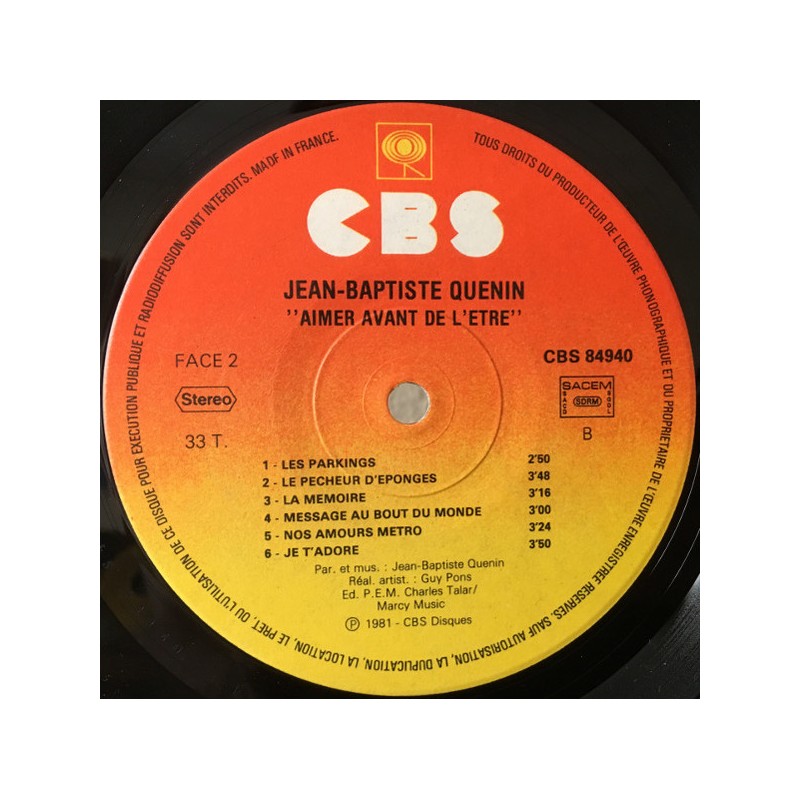 TOUS DROITS DU PRODUCTEUR DE L'ŒUVRE PHONOGRAPHIQUE ET DU PROPRIETAIRE DE L'ŒUVRE ENREGISTREE RESERVES. SAUF AUTORISATION, LA DUPLICATION, LA LOCATION, LE PRET, OU L'UTILISATION DE CE DISQUE POUR EXECUTION PUBLIQUE ET RADIODIFFUSION SONT INTERDITS. MADE IN FRANCE.
CBS
JEAN-BAPTISTE QUENIN
''AIMER AVANT DE L'ETRE''
FACE 2
CBS 84940
Stereo
SACEM
SACD SDRM SGDL
33 T.
B
1 - LES PARKINGS 2'50
2 - LE PECHEUR D'EPONGES 3'48
3 - LA MEMOIRE 3'16
4 - MESSAGE AU BOUT DU MONDE 3'00
5 - NOS AMOURS METRO 3'24
6 - JE T'ADORE 3'50
Par. et mus. : Jean-Baptiste Quenin
Réal. artist. : Guy Pons
Ed. P.E.M. Charles Talar/
Marcy Music
℗ 1981 - CBS Disques